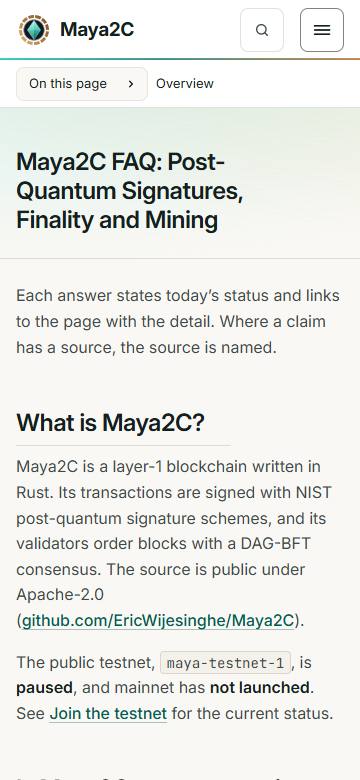 Maya2C
On this page
Overview
Maya2C FAQ: Post-
Quantum Signatures,
Finality and Mining
Each answer states today’s status and links
to the page with the detail. Where a claim
has a source, the source is named.
What is Maya2C?
Maya2C is a layer-1 blockchain written in
Rust. Its transactions are signed with NIST
post-quantum signature schemes, and its
validators order blocks with a DAG-BFT
consensus. The source is public under
Apache-2.0
(github.com/EricWijesinghe/Maya2C).
The public testnet, maya-testnet-1, is
paused, and mainnet has not launched.
See Join the testnet for the current status.